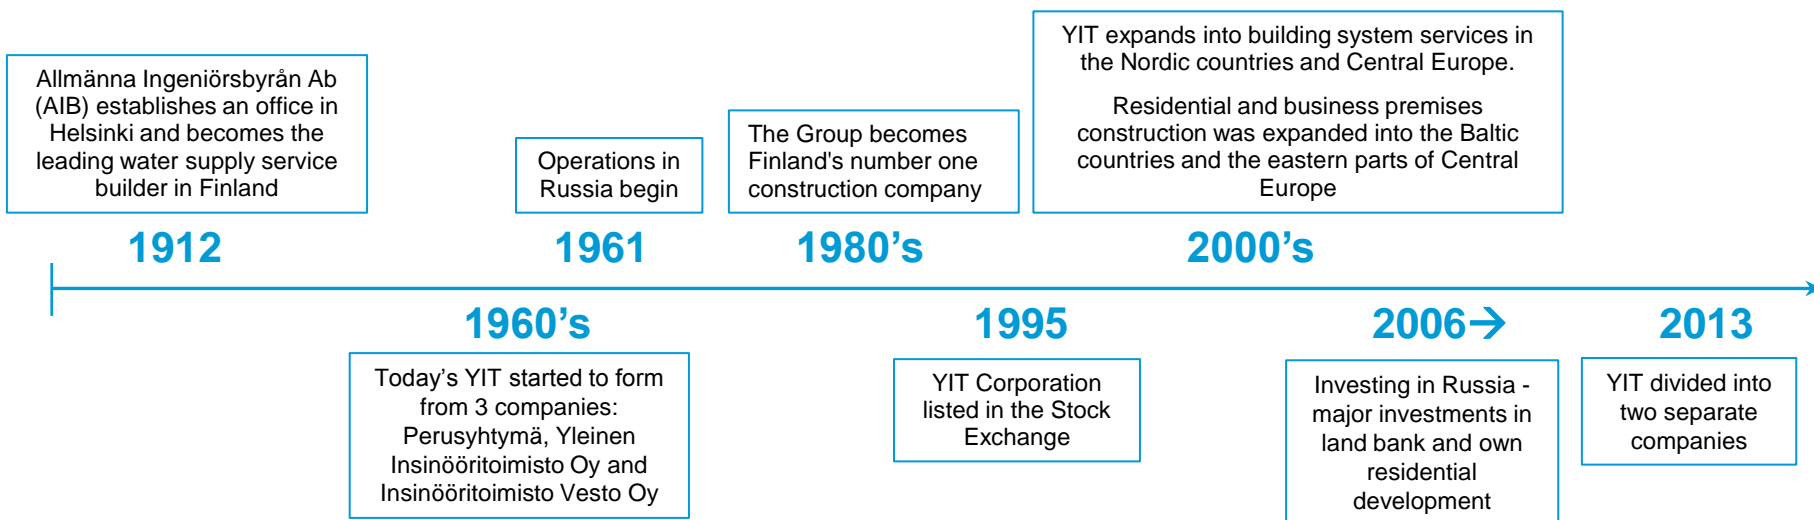 Allmänna Ingeniörsbyrån Ab
(AIB) establishes an office in
Helsinki and becomes the
leading water supply service
builder in Finland
1912
Operations in
Russia begin
1961
The Group becomes
Finland's number one
construction company
1980’s
YIT expands into building system services in
the Nordic countries and Central Europe.
Residential and business premises
construction was expanded into the Baltic
countries and the eastern parts of Central
Europe
2000’s
1960’s
Today’s YIT started to form
from 3 companies:
Perusyhtymä, Yleinen
Insinööritoimisto Oy and
Insinööritoimisto Vesto Oy
1995
YIT Corporation
listed in the Stock
Exchange
2006→
Investing in Russia -
major investments in
land bank and own
residential
development
2013
YIT divided into
two separate
companies